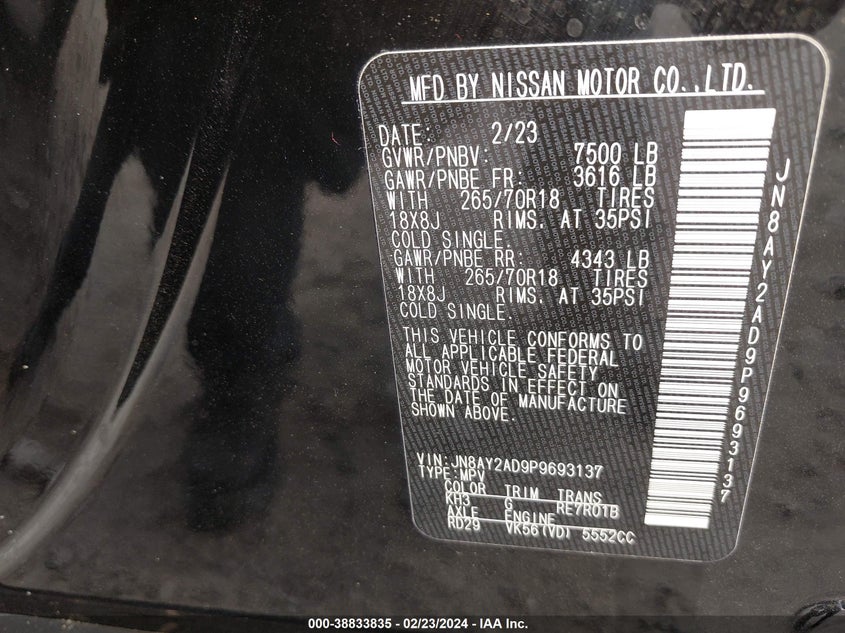 MFD BY NISSAN MOTOR CO.,LTD.
DATE: 2/23
GVWR/PNBV: 7500 LB
GAWR/PNBE FR: 3616 LB
WITH 265/70R18 TIRES
18X8J RIMS. AT 35PSI
COLD SINGLE.
GAWR/PNBE RR: 4343 LB
WITH 265/70R18 TIRES
18X8J RIMS. AT 35PSI
COLD SINGLE.
THIS VEHICLE CONFORMS TO
ALL APPLICABLE FEDERAL
MOTOR VEHICLE SAFETY
STANDARDS IN EFFECT ON
THE DATE OF MANUFACTURE
SHOWN ABOVE.
VIN: JN8AY2AD9P9693137
TYPE: MPV
COLOR TRIM TRANS
KH3 G RE7R01B
AXLE ENGINE
RD29 VK56(VD) 5552CC
JN8AY2AD9P9693137
000-38833835 - 02/23/2024 - IAA Inc.